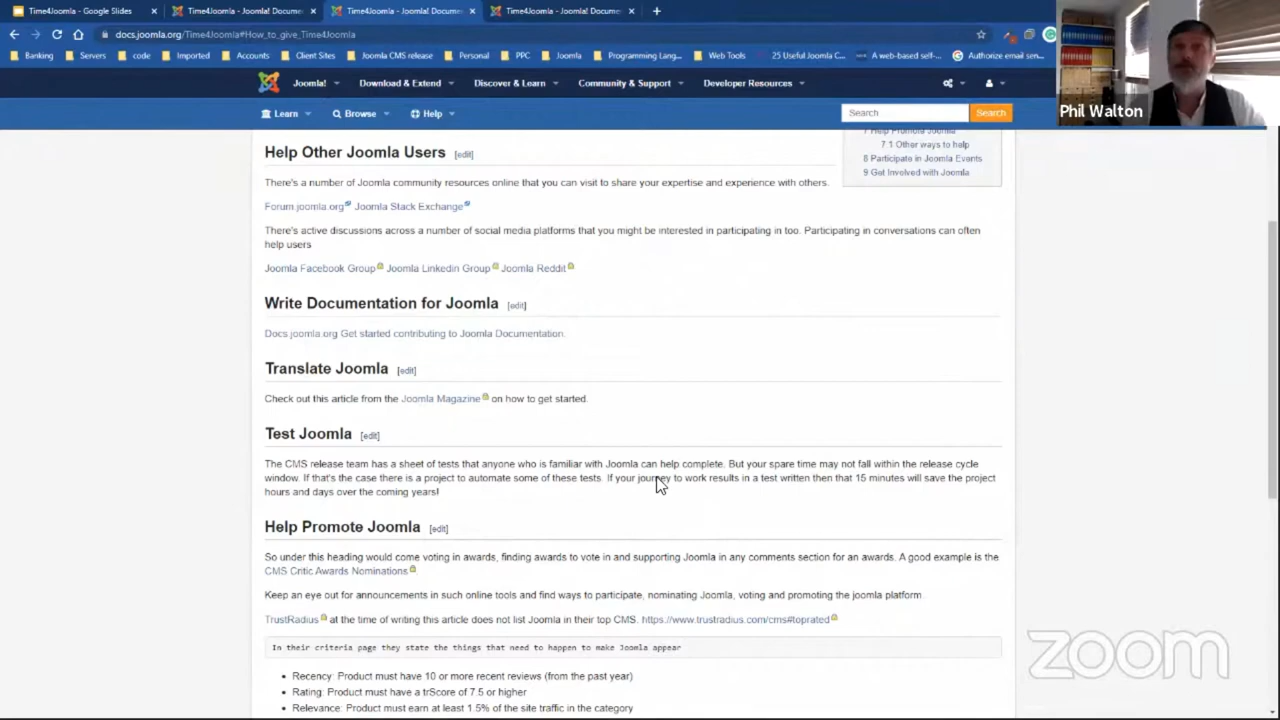 Time4Joomla - Google Slides
Time4Joomla - Joomla! Docume
Time4Joomla - Joomla! Docume
Time4Joomla - Joomla! Docume
docs.joomla.org/Time4Joomla#How_to_give_Time4Joomla
Banking Servers code Imported Accounts Client Sites Joomla CMS release Personal PPC Joomla Programming Lang... Web Tools 25 Useful Joomla C... A web-based self-... Authorize email sen...
Joomla! Download & Extend Discover & Learn Community & Support Developer Resources
Learn Browse Help Search Search
Phil Walton
7 Help Promote Joomla
7.1 Other ways to help
8 Participate in Joomla Events
9 Get Involved with Joomla
Help Other Joomla Users [edit]
There's a number of Joomla community resources online that you can visit to share your expertise and experience with others.
Forum.joomla.org Joomla Stack Exchange
There's active discussions across a number of social media platforms that you might be interested in participating in too. Participating in conversations can often
help users
Joomla Facebook Group Joomla Linkedin Group Joomla Reddit
Write Documentation for Joomla [edit]
Docs.joomla.org Get started contributing to Joomla Documentation.
Translate Joomla [edit]
Check out this article from the Joomla Magazine on how to get started.
Test Joomla [edit]
The CMS release team has a sheet of tests that anyone who is familiar with Joomla can help complete. But your spare time may not fall within the release cycle
window. If that's the case there is a project to automate some of these tests. If your journey to work results in a test written then that 15 minutes will save the project
hours and days over the coming years!
Help Promote Joomla [edit]
So under this heading would come voting in awards, finding awards to vote in and supporting Joomla in any comments section for an awards. A good example is the
CMS Critic Awards Nominations
Keep an eye out for announcements in such online tools and find ways to participate, nominating Joomla, voting and promoting the joomla platform
TrustRadius at the time of writing this article does not list Joomla in their top CMS. https://www.trustradius.com/cms#toprated
In their criteria page they state the things that need to happen to make Joomla appear
Recency: Product must have 10 or more recent reviews (from the past year)
Rating: Product must have a trScore of 7.5 or higher
Relevance: Product must earn at least 1.5% of the site traffic in the category
zoom